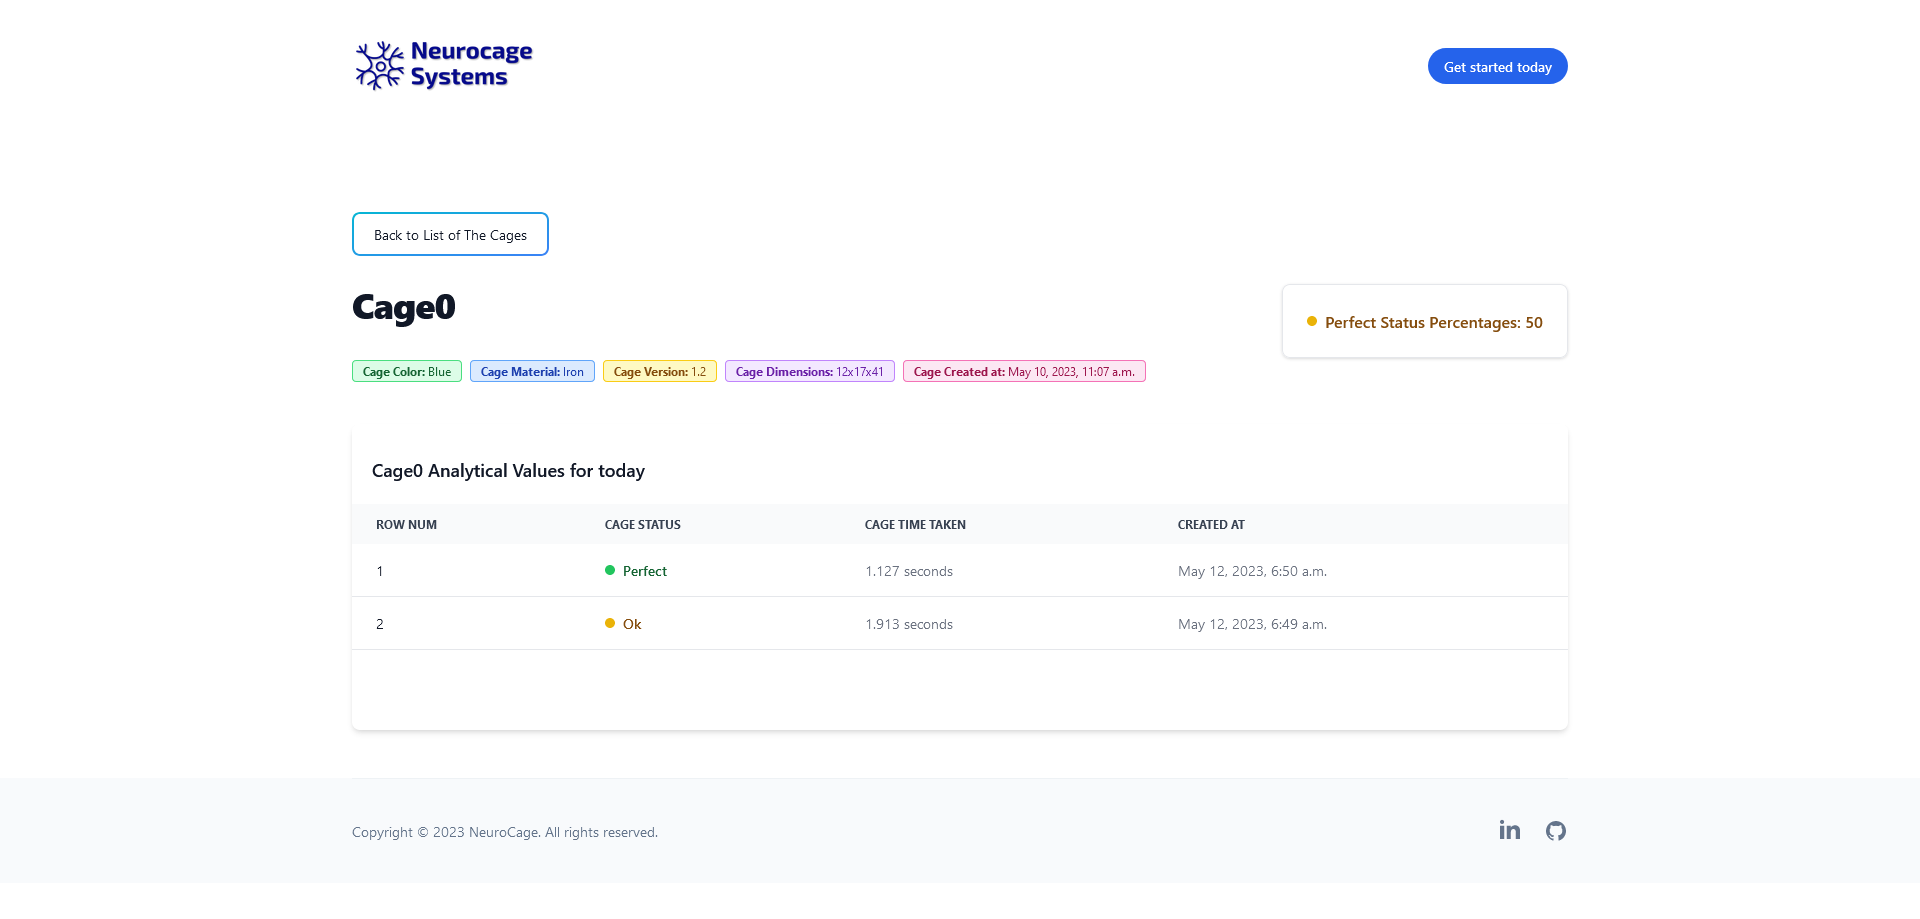 Neurocage
Systems
Get started today
Back to List of The Cages
Cage0
Perfect Status Percentages: 50
Cage Color: Blue
Cage Material: Iron
Cage Version: 1.2
Cage Dimensions: 12x17x41
Cage Created at: May 10, 2023, 11:07 a.m.
Cage0 Analytical Values for today
ROW NUM CAGE STATUS CAGE TIME TAKEN CREATED AT
1 Perfect 1.127 seconds May 12, 2023, 6:50 a.m.
2 Ok 1.913 seconds May 12, 2023, 6:49 a.m.
Copyright © 2023 NeuroCage. All rights reserved.
in